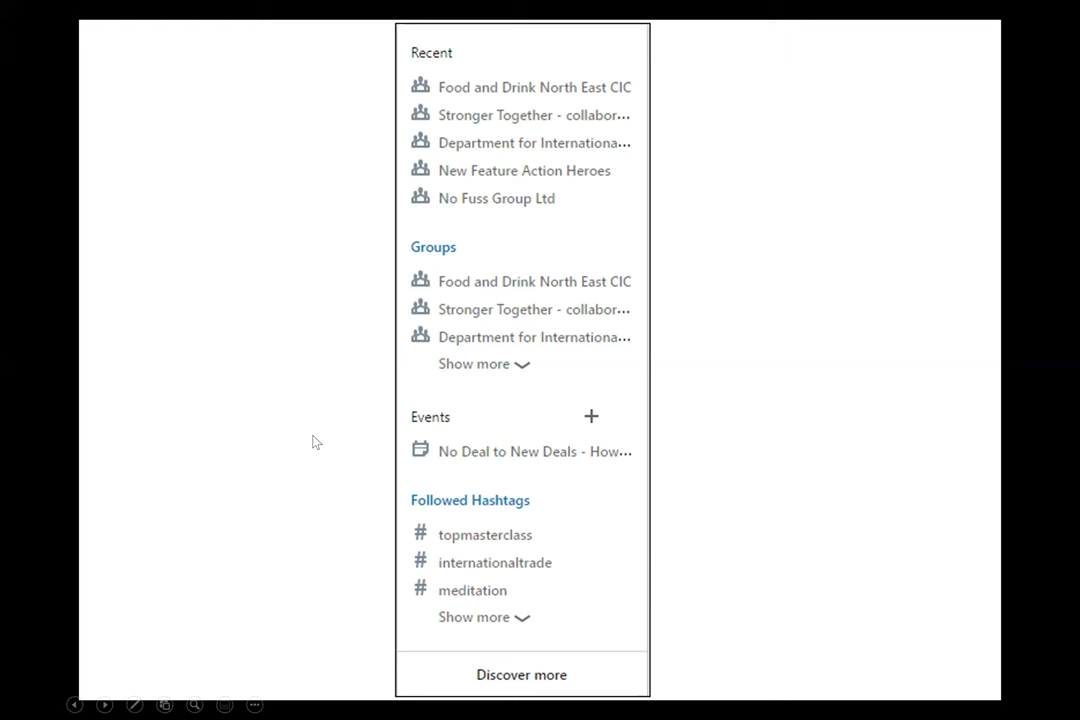 Recent
Food and Drink North East CIC
Stronger Together - collabor...
Department for Internationa...
New Feature Action Heroes
No Fuss Group Ltd
Groups
Food and Drink North East CIC
Stronger Together - collabor...
Department for Internationa...
Show more
Events +
No Deal to New Deals - How...
Followed Hashtags
# topmasterclass
# internationaltrade
# meditation
Show more
Discover more